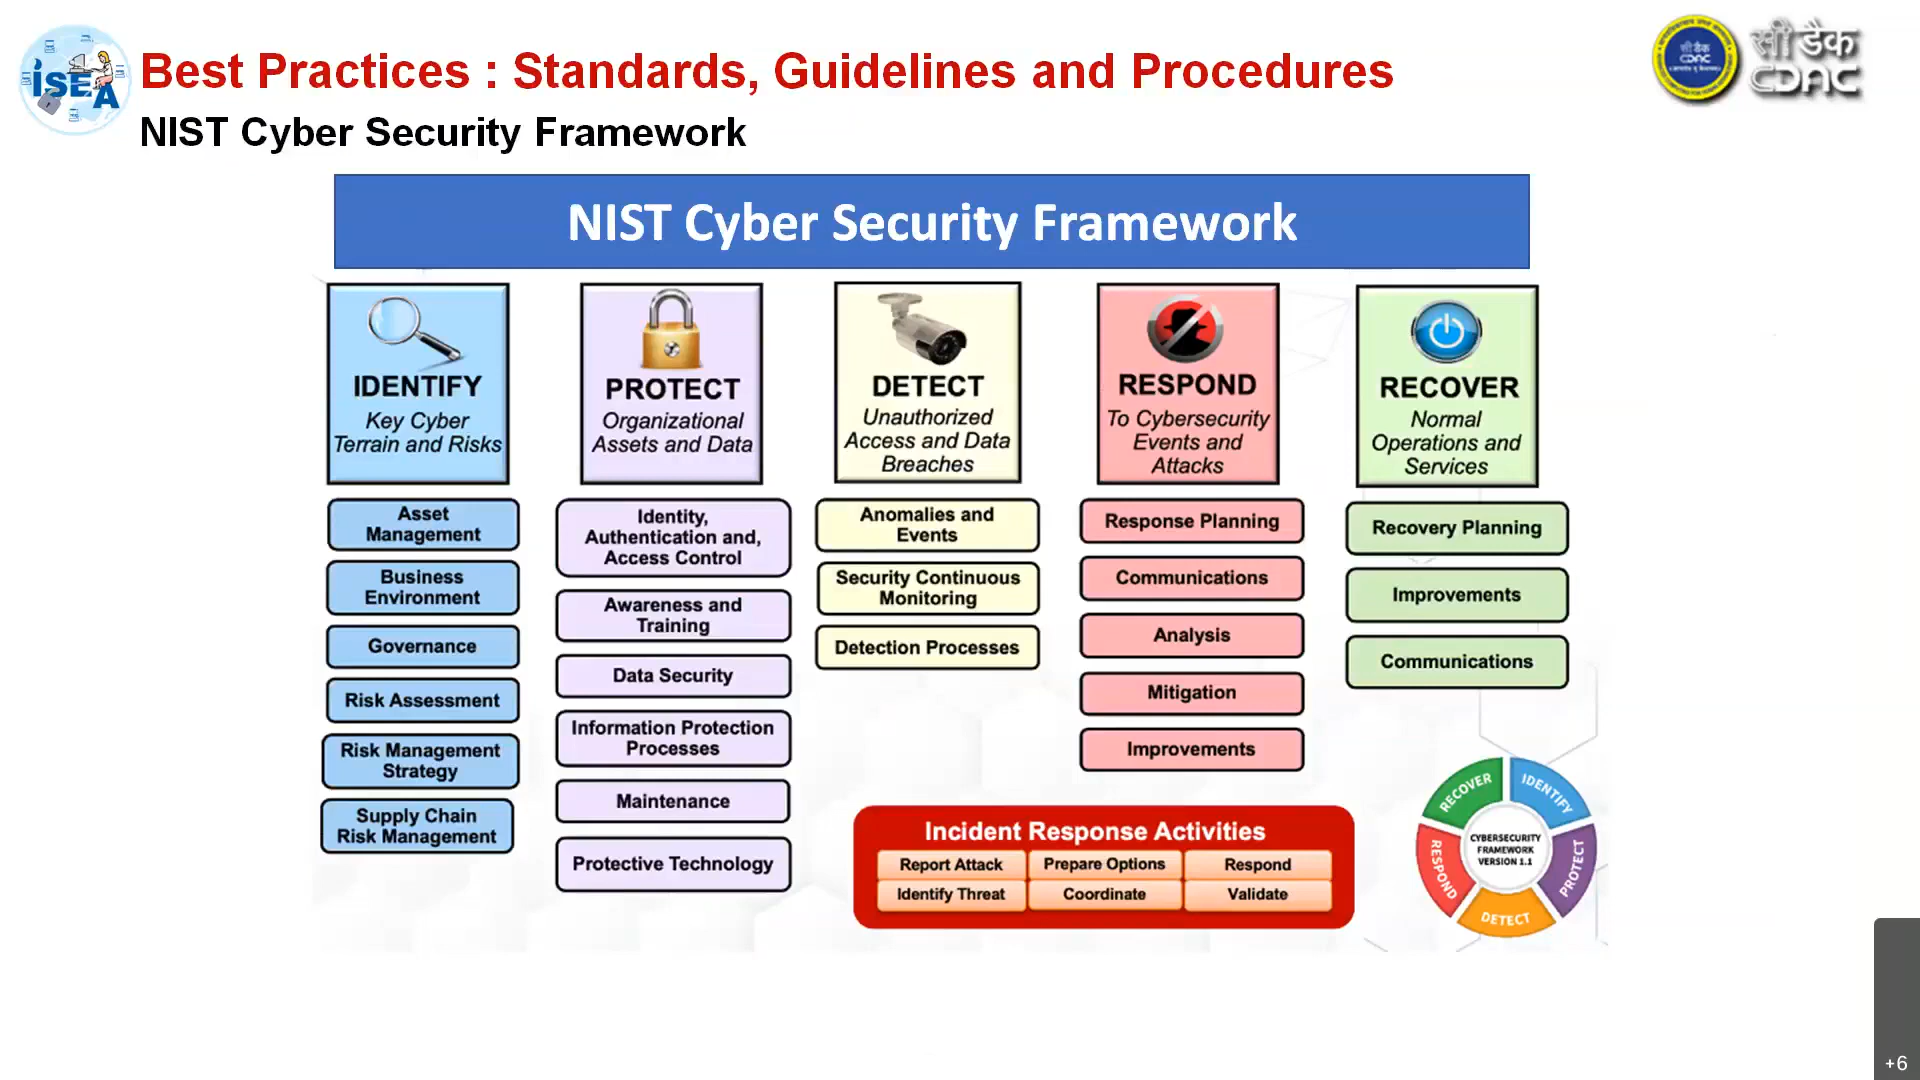 iSEA
Best Practices : Standards, Guidelines and Procedures
NIST Cyber Security Framework
सी डैक
CDAC
सी डैक
CDAC
NIST Cyber Security Framework
IDENTIFY
Key Cyber
Terrain and Risks
Asset
Management
Business
Environment
Governance
Risk Assessment
Risk Management
Strategy
Supply Chain
Risk Management
PROTECT
Organizational
Assets and Data
Identity,
Authentication and,
Access Control
Awareness and
Training
Data Security
Information Protection
Processes
Maintenance
Protective Technology
DETECT
Unauthorized
Access and Data
Breaches
Anomalies and
Events
Security Continuous
Monitoring
Detection Processes
RESPOND
To Cybersecurity
Events and
Attacks
Response Planning
Communications
Analysis
Mitigation
Improvements
RECOVER
Normal
Operations and
Services
Recovery Planning
Improvements
Communications
Incident Response Activities
Report Attack Prepare Options Respond
Identify Threat Coordinate Validate
RECOVER
IDENTIFY
PROTECT
DETECT
RESPOND
CYBERSECURITY
FRAMEWORK
VERSION 1.1
+6